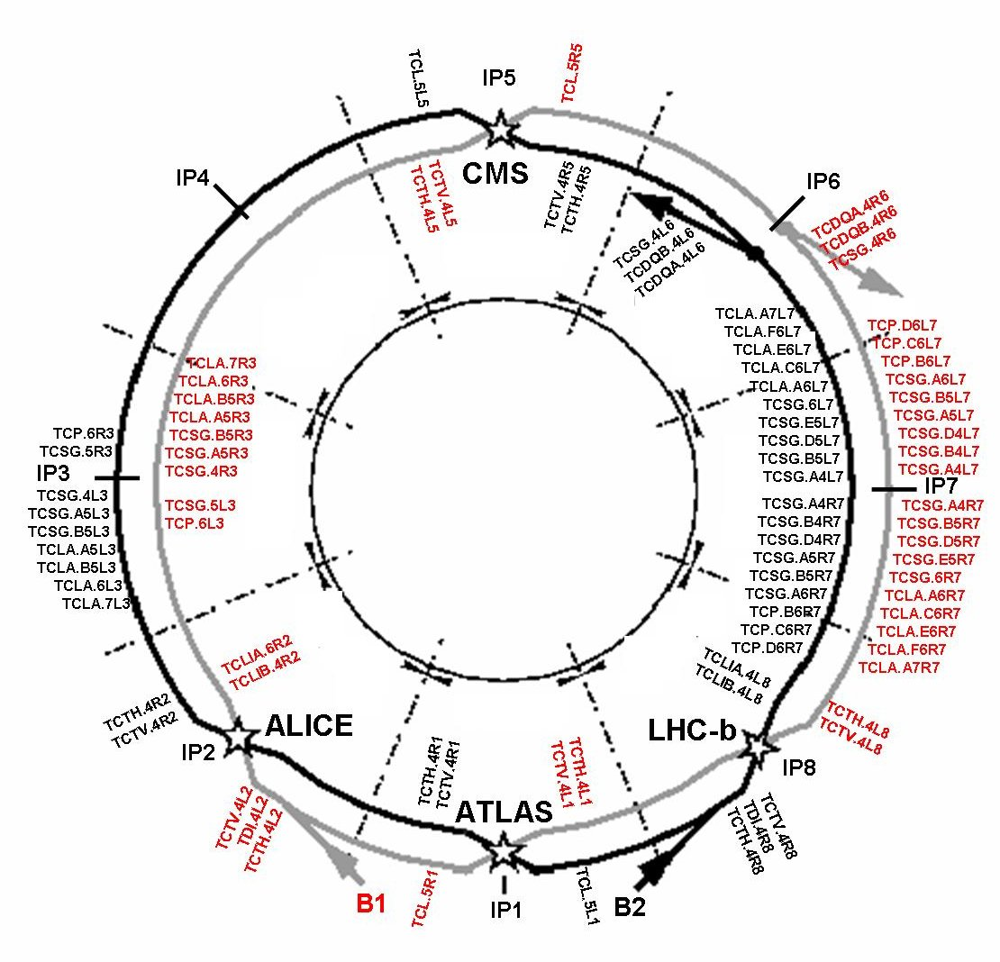 TCL.5L5
IP5
TCL.5R5
IP4
TCTV.4L5
TCTH.4L5
CMS
TCTV.4R5
TCTH.4R5
IP6
TCDQA.4R6
TCDQB.4R6
TCSG.4R6
TCSG.4L6
TCDQB.4L6
TCDQA.4L6
TCLA.A7L7
TCLA.F6L7
TCLA.E6L7
TCLA.C6L7
TCLA.A6L7
TCSG.6L7
TCSG.E5L7
TCSG.D5L7
TCSG.B5L7
TCSG.A4L7
TCP.D6L7
TCP.C6L7
TCP.B6L7
TCSG.A6L7
TCSG.B5L7
TCSG.A5L7
TCSG.D4L7
TCSG.B4L7
TCSG.A4L7
TCLA.7R3
TCLA.6R3
TCLA.B5R3
TCLA.A5R3
TCSG.B5R3
TCSG.A5R3
TCSG.4R3
TCP.6R3
TCSG.5R3
IP3
IP7
TCSG.4L3
TCSG.A5L3
TCSG.B5L3
TCLA.A5L3
TCLA.B5L3
TCLA.6L3
TCLA.7L3
TCSG.5L3
TCP.6L3
TCSG.A4R7
TCSG.B4R7
TCSG.D4R7
TCSG.A5R7
TCSG.B5R7
TCSG.A6R7
TCP.B6R7
TCP.C6R7
TCP.D6R7
TCSG.A4R7
TCSG.B5R7
TCSG.D5R7
TCSG.E5R7
TCSG.6R7
TCLA.A6R7
TCLA.C6R7
TCLA.E6R7
TCLA.F6R7
TCLA.A7R7
TCLIA.6R2
TCLIB.4R2
TCLIA.4L8
TCLIB.4L8
TCTH.4R2
TCTV.4R2
ALICE
IP2
LHC-b
IP8
TCTH.4L8
TCTV.4L8
TCTH.4R1
TCTV.4R1
TCTH.4L1
TCTV.4L1
ATLAS
TCTV.4L2
TDI.4L2
TCTH.4L2
TCTV.4R8
TDI.4R8
TCTH.4R8
B1
TCL.5R1
IP1
TCL.5L1
B2